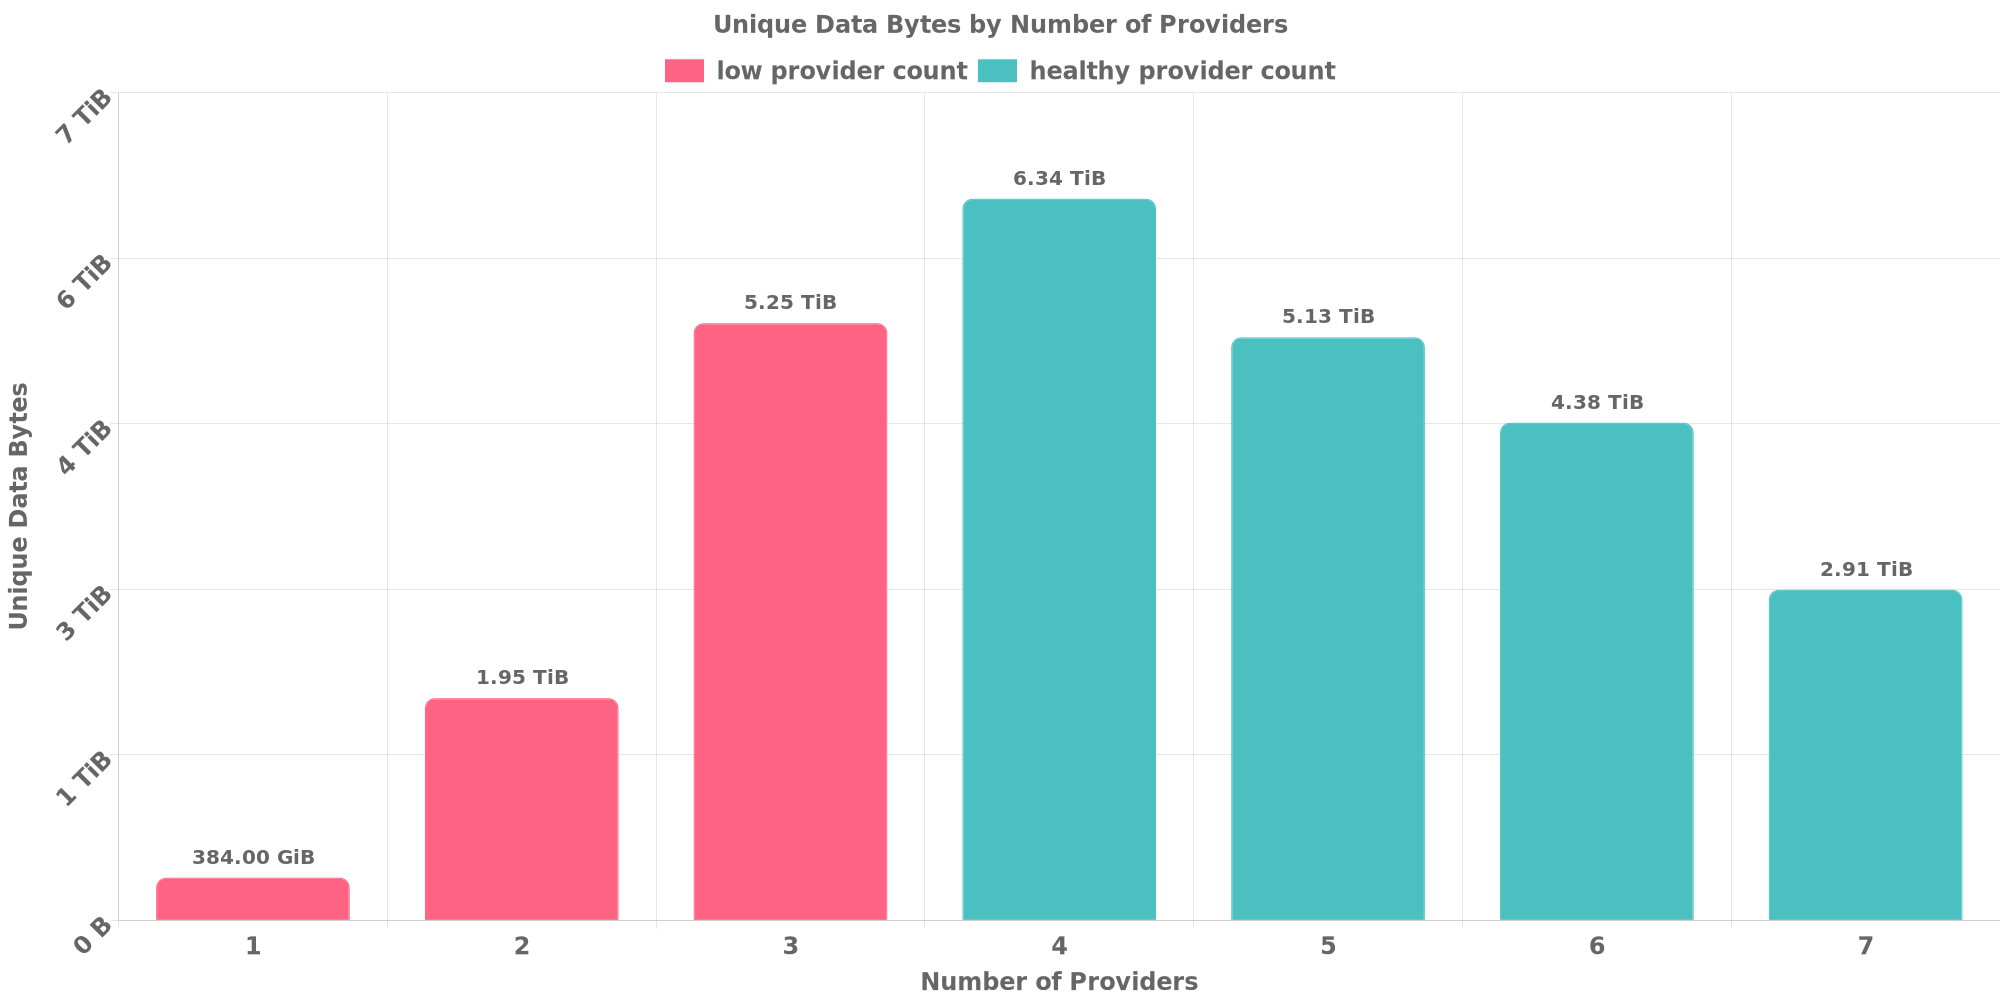 Unique Data Bytes by Number of Providers
low provider count
healthy provider count
7 TiB
6 TiB
4 TiB
3 TiB
1 TiB
0 B
Unique Data Bytes
384.00 GiB
1.95 TiB
5.25 TiB
6.34 TiB
5.13 TiB
4.38 TiB
2.91 TiB
1
2
3
4
5
6
7
Number of Providers